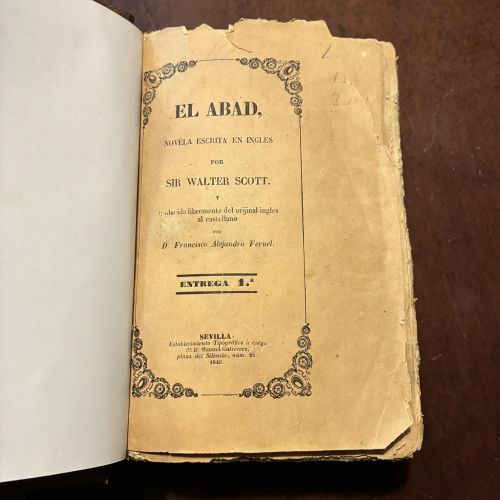 EL ABAD,
NOVELA ESCRITA EN INGLES
POR
SIR WALTER SCOTT.
Y
traducida libremente del orijinal ingles
al castellano
POR
D. Francisco Alejandro Fernel.
ENTREGA 1.ª
SEVILLA
Establecimiento Tipográfico á cargo
de D. Manuel Gutierrez,
plaza del Silencio, núm.
184